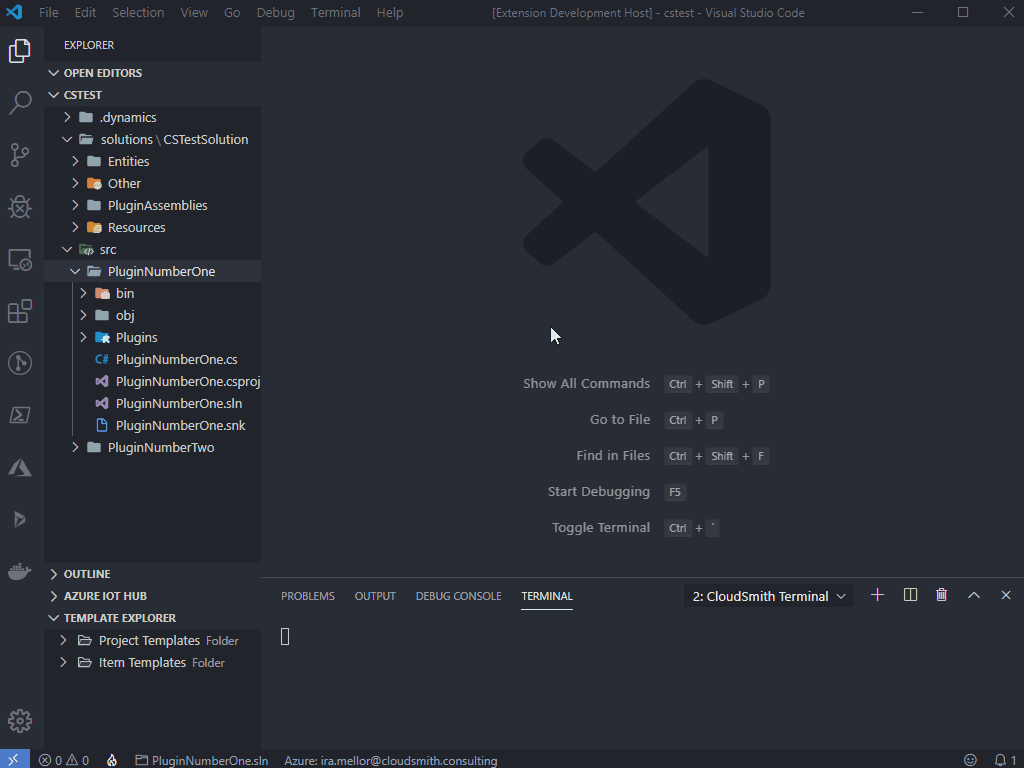 File Edit Selection View Go Debug Terminal Help [Extension Development Host] - cstest - Visual Studio Code
EXPLORER
OPEN EDITORS
CSTEST
.dynamics
solutions \ CSTestSolution
Entities
Other
PluginAssemblies
Resources
src
PluginNumberOne
bin
obj
Plugins
C# PluginNumberOne.cs
PluginNumberOne.csproj
PluginNumberOne.sln
PluginNumberOne.snk
PluginNumberTwo
Show All Commands Ctrl + Shift + P
Go to File Ctrl + P
Find in Files Ctrl + Shift + F
Start Debugging F5
Toggle Terminal Ctrl + `
OUTLINE
AZURE IOT HUB
TEMPLATE EXPLORER
Project Templates Folder
Item Templates Folder
PROBLEMS OUTPUT DEBUG CONSOLE TERMINAL 2: CloudSmith Terminal
0 0 PluginNumberOne.sln Azure: ira.mellor@cloudsmith.consulting 1